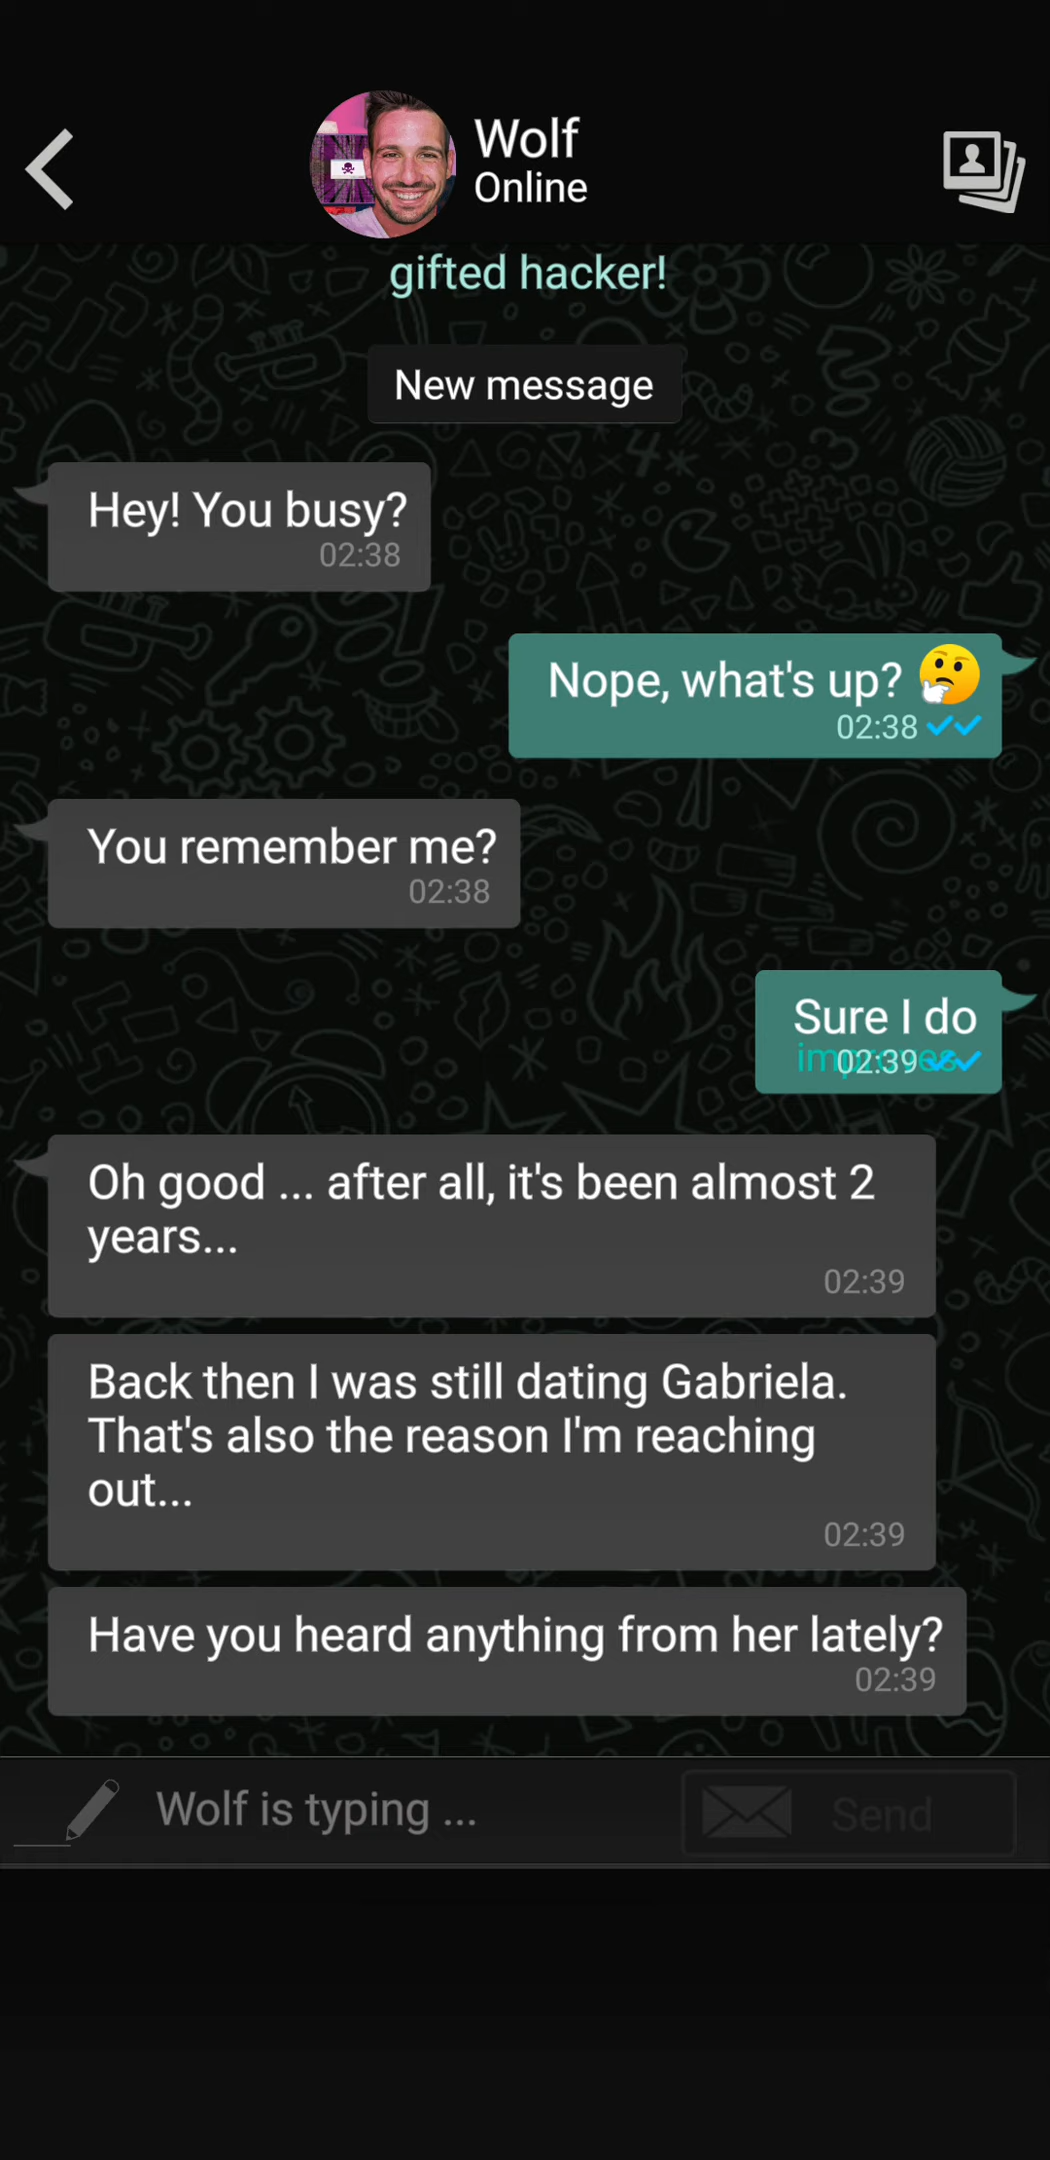 Wolf
Online
gifted hacker!
New message
Hey! You busy?
02:38
Nope, what's up? 🤔
02:38
You remember me?
02:38
Sure I do
improves
02:39
Oh good ... after all, it's been almost 2
years...
02:39
Back then I was still dating Gabriela.
That's also the reason I'm reaching
out...
02:39
Have you heard anything from her lately?
02:39
Wolf is typing ...
Send